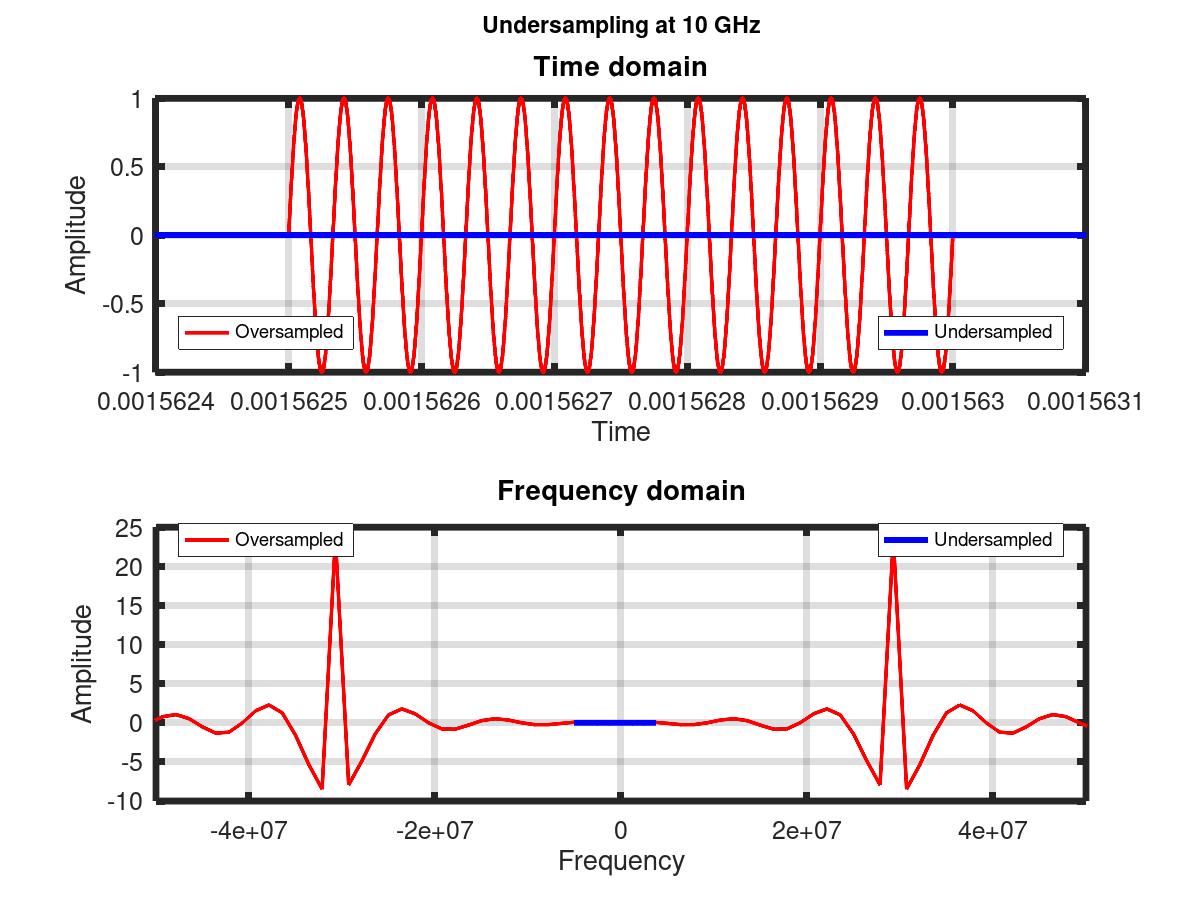 Undersampling at 10 GHz
Time domain
1
0.5
0
-0.5
-1
Amplitude
Oversampled
Undersampled
0.0015624 0.0015625 0.0015626 0.0015627 0.0015628 0.0015629 0.001563 0.0015631
Time
Frequency domain
25
20
15
10
5
0
-5
-10
Amplitude
Oversampled
Undersampled
-4e+07 -2e+07 0 2e+07 4e+07
Frequency